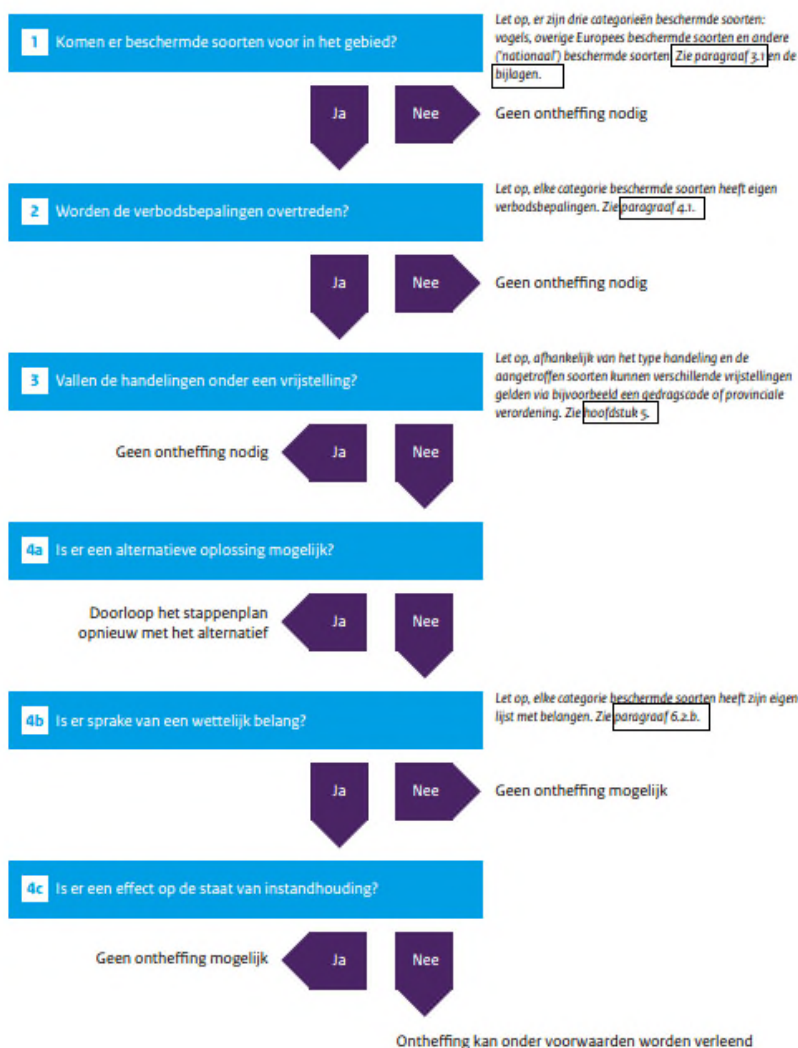 1 Komen er beschermde soorten voor in het gebied?
Let op, er zijn drie categorieën beschermde soorten:
vogels, overige Europees beschermde soorten en andere
('nationaal') beschermde soorten. Zie paragraaf 3.1 en de
bijlagen.
Ja
Nee
Geen ontheffing nodig
2 Worden de verbodsbepalingen overtreden?
Let op, elke categorie beschermde soorten heeft eigen
verbodsbepalingen. Zie paragraaf 4.1.
Ja
Nee
Geen ontheffing nodig
3 Vallen de handelingen onder een vrijstelling?
Let op, afhankelijk van het type handeling en de
aangetroffen soorten kunnen verschillende vrijstellingen
gelden via bijvoorbeeld een gedragscode of provinciale
verordening. Zie hoofdstuk 5.
Geen ontheffing nodig
Ja
Nee
4a Is er een alternatieve oplossing mogelijk?
Doorloop het stappenplan
opnieuw met het alternatief
Ja
Nee
4b Is er sprake van een wettelijk belang?
Let op, elke categorie beschermde soorten heeft zijn eigen
lijst met belangen. Zie paragraaf 6.2.b.
Ja
Nee
Geen ontheffing mogelijk
4c Is er een effect op de staat van instandhouding?
Geen ontheffing mogelijk
Ja
Nee
Ontheffing kan onder voorwaarden worden verleend